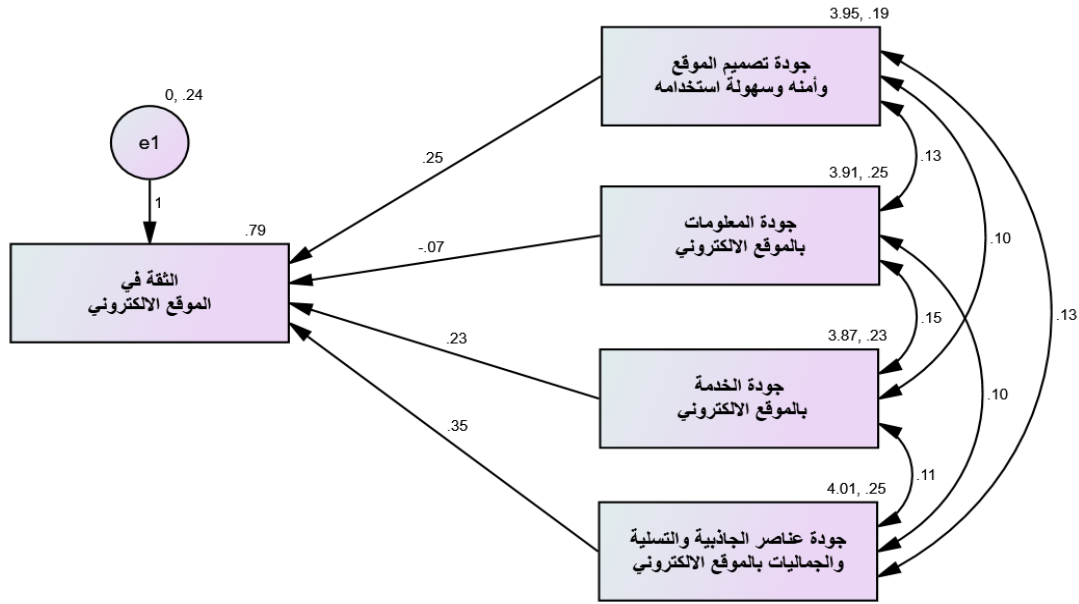 3.95, .19
جودة تصميم الموقع
وأمنه وسهولة استخدامه
0, .24
e1
1
.79
الثقة في
الموقع الالكتروني
.25
-.07
.23
.35
3.91, .25
جودة المعلومات
بالموقع الالكتروني
3.87, .23
جودة الخدمة
بالموقع الالكتروني
4.01, .25
جودة عناصر الجاذبية والتسلية
والجماليات بالموقع الالكتروني
.13
.10
.13
.15
.10
.11